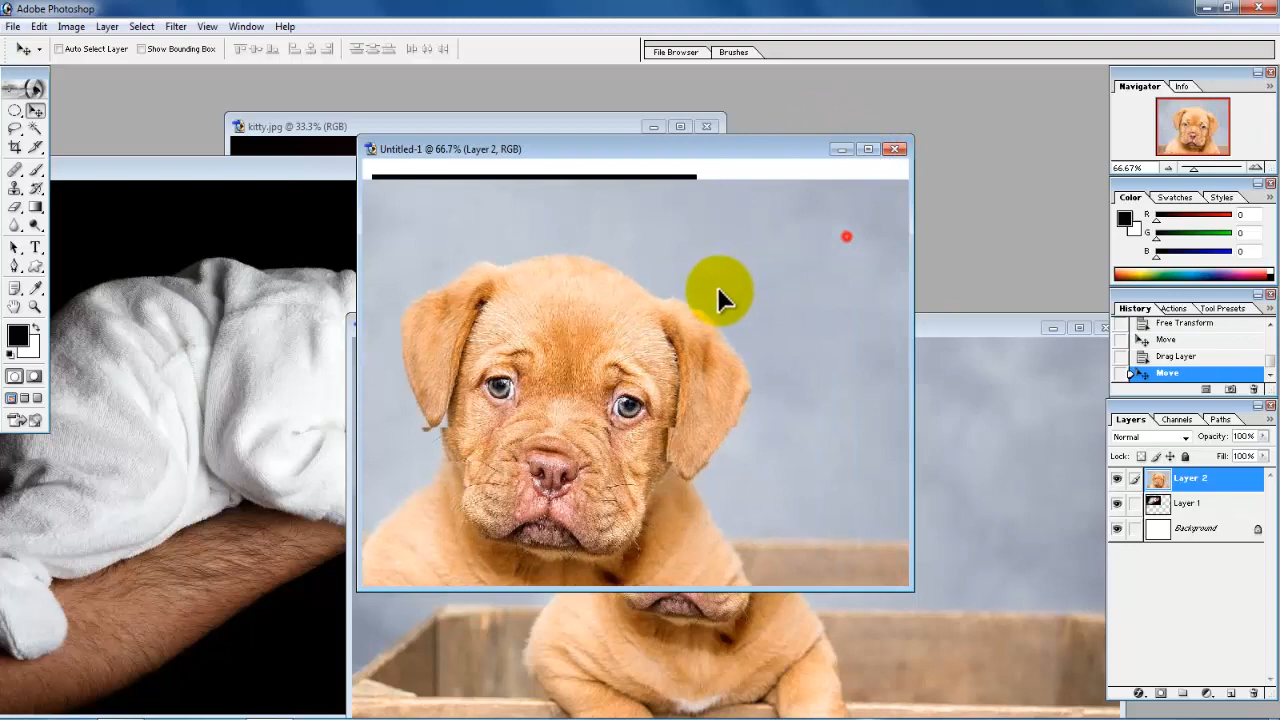 Adobe Photoshop
File Edit Image Layer Select Filter View Window Help
Auto Select Layer Show Bounding Box
File Browser Brushes
kitty.jpg @ 33.3% (RGB)
Untitled-1 @ 66.7% (Layer 2, RGB)
Navigator Info
66.67%
Color Swatches Styles
R 0
G 0
B 0
History Actions Tool Presets
Free Transform
Move
Drag Layer
Move
Layers Channels Paths
Normal Opacity: 100%
Lock: Fill: 100%
Layer 2
Layer 1
Background